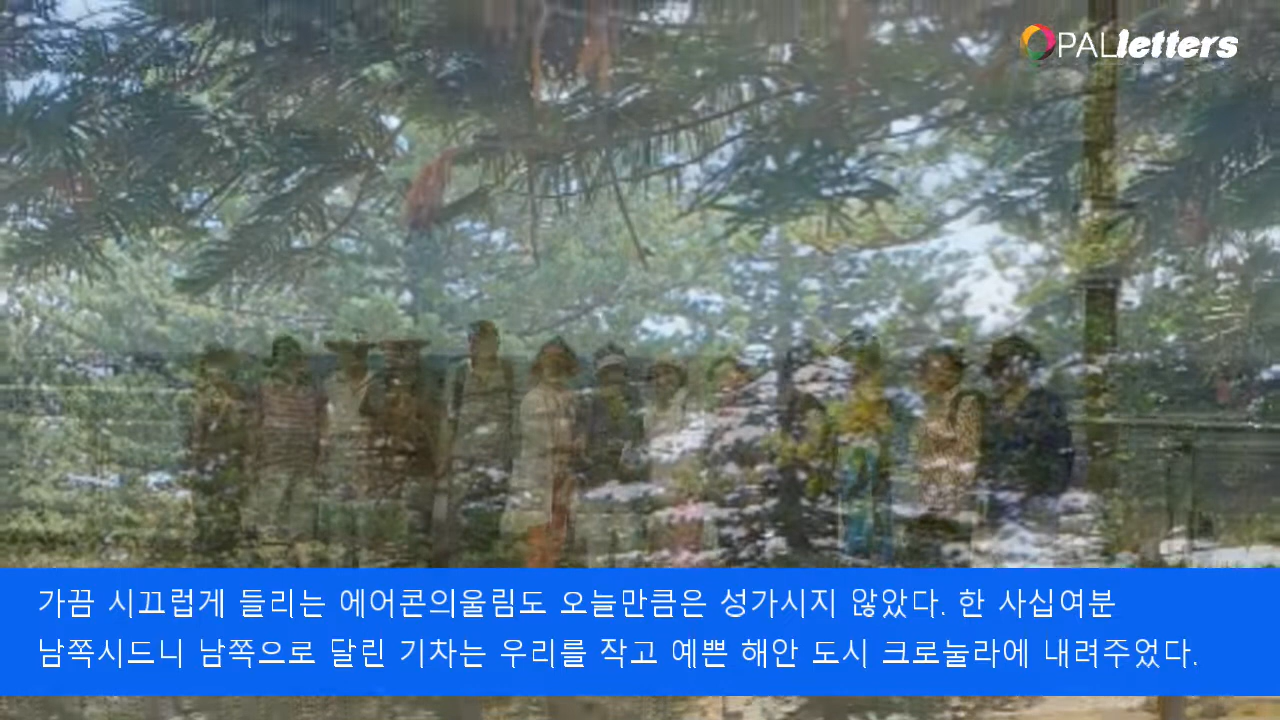 OPALletters
가끔 시끄럽게 들리는 에어콘의울림도 오늘만큼은 성가시지 않았다. 한 사십여분
남쪽시드니 남쪽으로 달린 기차는 우리를 작고 예쁜 해안 도시 크로눌라에 내려주었다.